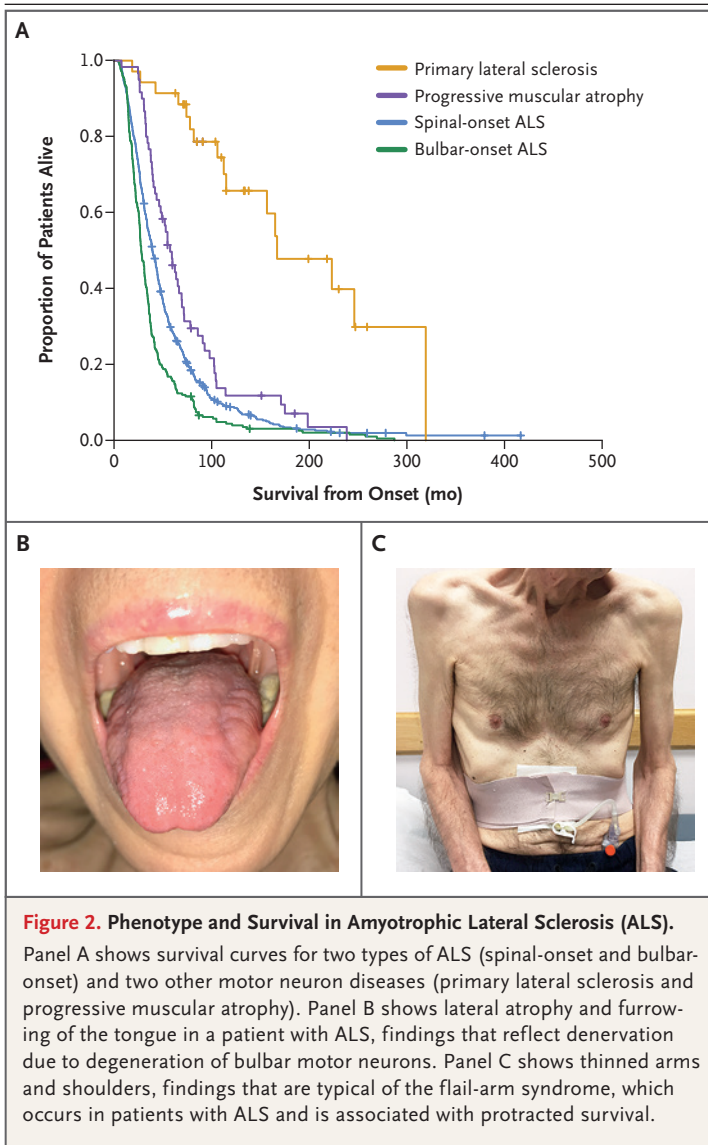 A
1.0
0.8
0.6
0.4
0.2
0.0
Proportion of Patients Alive
0
100
200
300
400
500
Survival from Onset (mo)
Primary lateral sclerosis
Progressive muscular atrophy
Spinal-onset ALS
Bulbar-onset ALS
B
C
Figure 2. Phenotype and Survival in Amyotrophic Lateral Sclerosis (ALS).
Panel A shows survival curves for two types of ALS (spinal-onset and bulbar-
onset) and two other motor neuron diseases (primary lateral sclerosis and
progressive muscular atrophy). Panel B shows lateral atrophy and furrow-
ing of the tongue in a patient with ALS, findings that reflect denervation
due to degeneration of bulbar motor neurons. Panel C shows thinned arms
and shoulders, findings that are typical of the flail-arm syndrome, which
occurs in patients with ALS and is associated with protracted survival.